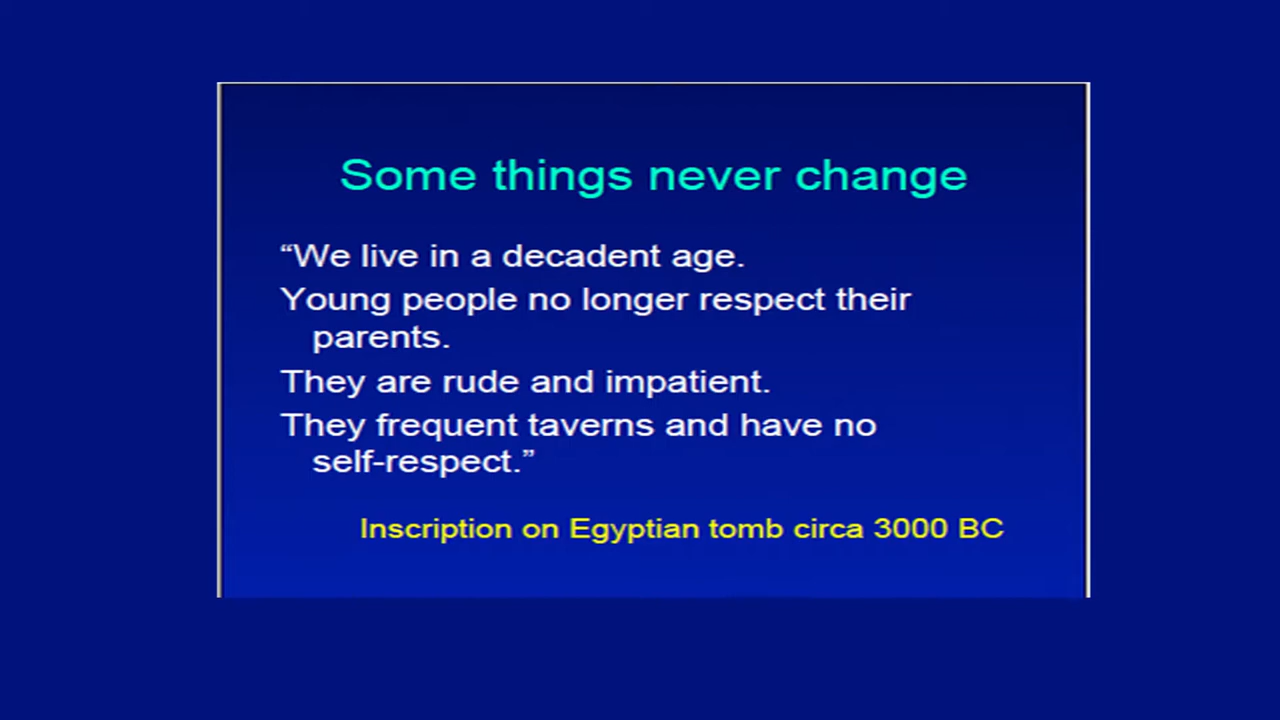 Some things never change
“We live in a decadent age.
Young people no longer respect their
parents.
They are rude and impatient.
They frequent taverns and have no
self-respect.”
Inscription on Egyptian tomb circa 3000 BC